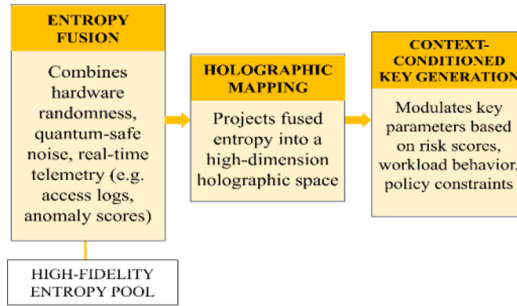 ENTROPY
FUSION
Combines
hardware
randomness,
quantum-safe
noise, real-time
telemetry (e.g.
access logs,
anomaly scores)
HIGH-FIDELITY
ENTROPY POOL
HOLOGRAPHIC
MAPPING
Projects fused
entropy into a
high-dimension
holographic space
CONTEXT-
CONDITIONED
KEY GENERATION
Modulates key
parameters based
on risk scores,
workload behavior,
policy constraints